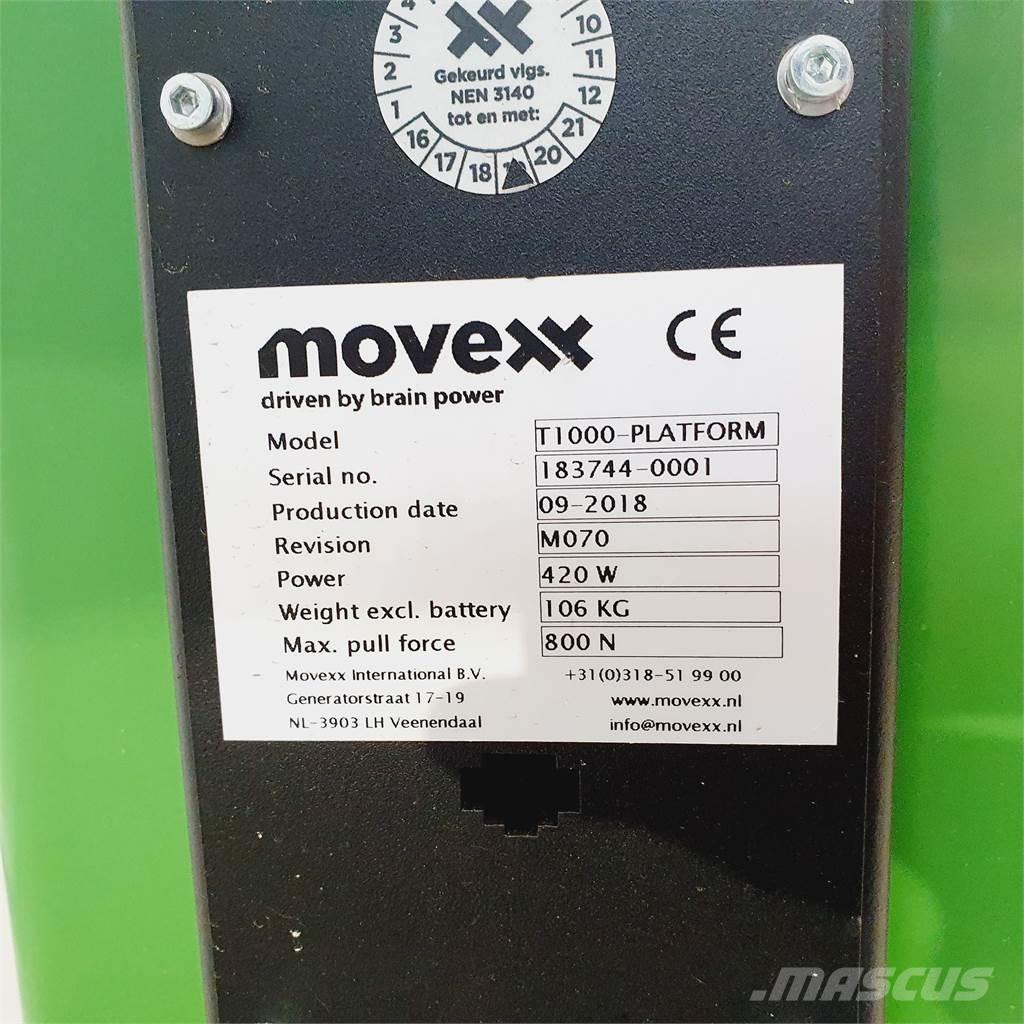 3
2
1
10
11
12
Gekeurd vlgs.
NEN 3140
tot en met:
16 17 18 20 21
movexx CE
driven by brain power
Model T1000-PLATFORM
Serial no. 183744-0001
Production date 09-2018
Revision M070
Power 420 W
Weight excl. battery 106 KG
Max. pull force 800 N
Movexx International B.V. +31(0)318-51 99 00
Generatorstraat 17-19 www.movexx.nl
NL-3903 LH Veenendaal info@movexx.nl
MASCUS